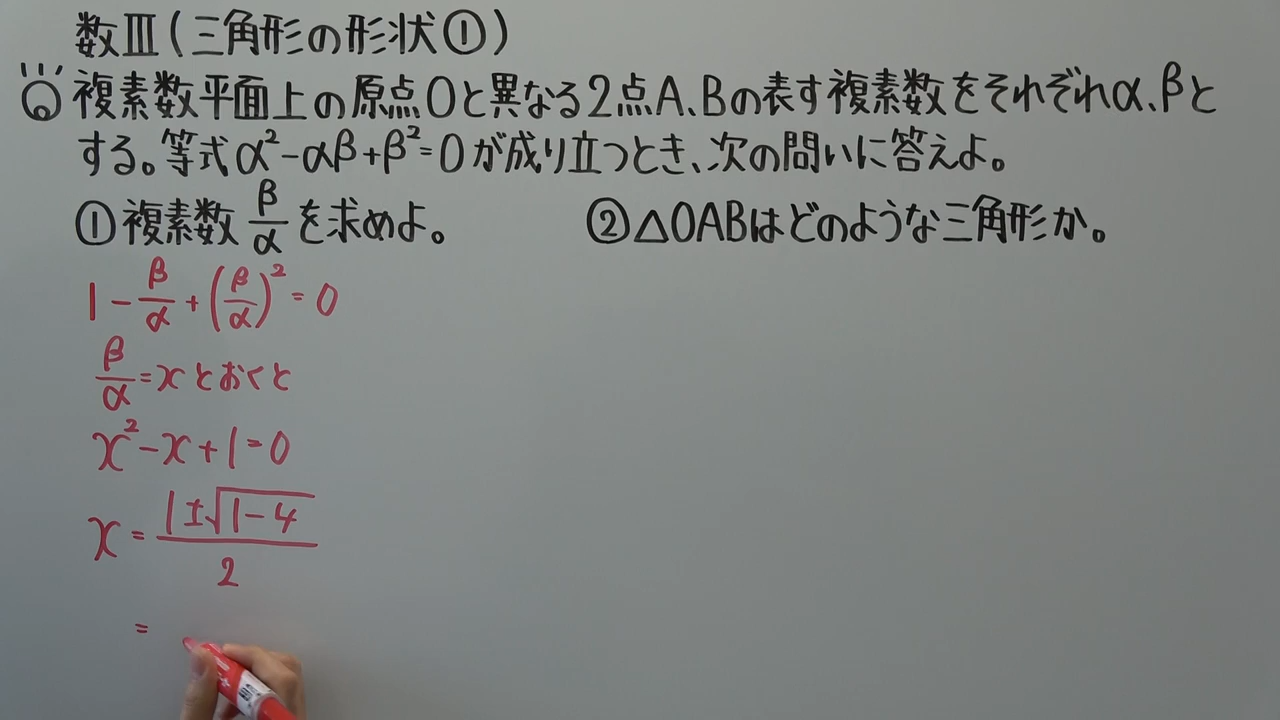 数Ⅲ(三角形の形状①)
Q 複素数平面上の原点Oと異なる2点A、Bの表す複素数をそれぞれα、βと
する。等式α²-αβ+β²=0が成り立つとき、次の問いに答えよ。
①複素数 β/α を求めよ。
②△OABはどのような三角形か。
1-β/α+(β/α)²=0
β/α=xとおくと
x²-x+1=0
x=(1±√(1-4))/2
=